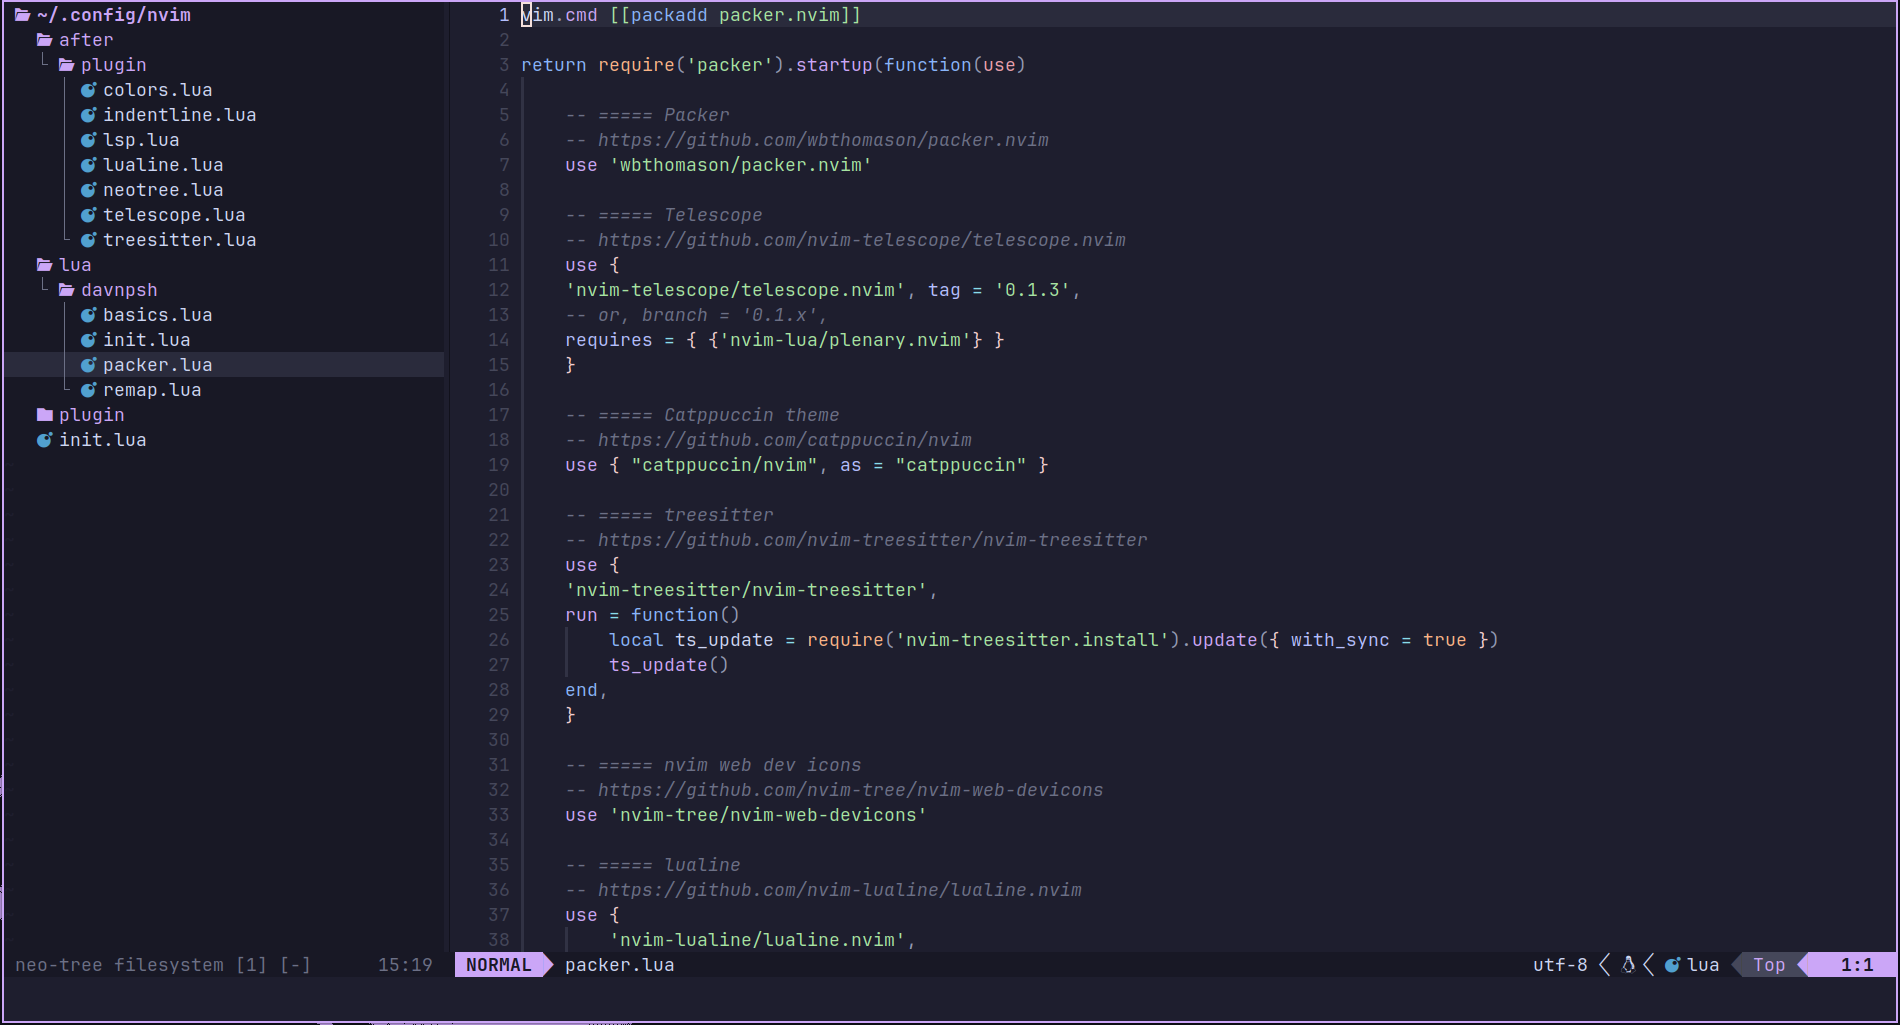 ~/.config/nvim
after
plugin
colors.lua
indentline.lua
lsp.lua
lualine.lua
neotree.lua
telescope.lua
treesitter.lua
lua
davnpsh
basics.lua
init.lua
packer.lua
remap.lua
plugin
init.lua
neo-tree filesystem [1] [-] 15:19
1 vim.cmd [[packadd packer.nvim]]
2
3 return require('packer').startup(function(use)
4
5 -- ===== Packer
6 -- https://github.com/wbthomason/packer.nvim
7 use 'wbthomason/packer.nvim'
8
9 -- ===== Telescope
10 -- https://github.com/nvim-telescope/telescope.nvim
11 use {
12 'nvim-telescope/telescope.nvim', tag = '0.1.3',
13 -- or, branch = '0.1.x',
14 requires = { {'nvim-lua/plenary.nvim'} }
15 }
16
17 -- ===== Catppuccin theme
18 -- https://github.com/catppuccin/nvim
19 use { "catppuccin/nvim", as = "catppuccin" }
20
21 -- ===== treesitter
22 -- https://github.com/nvim-treesitter/nvim-treesitter
23 use {
24 'nvim-treesitter/nvim-treesitter',
25 run = function()
26 local ts_update = require('nvim-treesitter.install').update({ with_sync = true })
27 ts_update()
28 end,
29 }
30
31 -- ===== nvim web dev icons
32 -- https://github.com/nvim-tree/nvim-web-devicons
33 use 'nvim-tree/nvim-web-devicons'
34
35 -- ===== lualine
36 -- https://github.com/nvim-lualine/lualine.nvim
37 use {
38 'nvim-lualine/lualine.nvim',
NORMAL packer.lua utf-8 lua Top 1:1